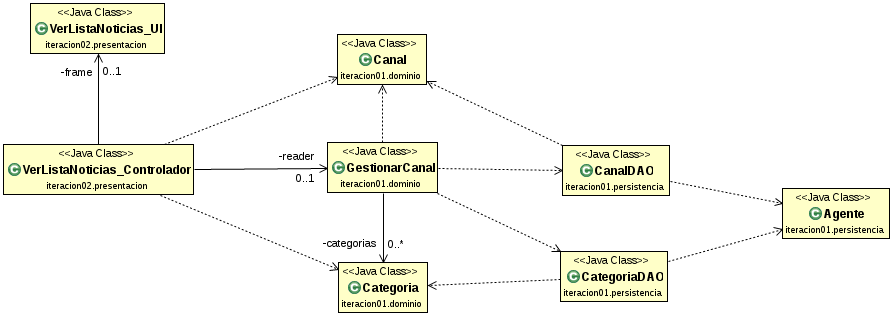 <<Java Class>>
VerListaNoticias_UI
iteracion02.presentacion
-frame
0..1
<<Java Class>>
Canal
iteracion01.dominio
<<Java Class>>
VerListaNoticias_Controlador
iteracion02.presentacion
-reader
0..1
<<Java Class>>
GestionarCanal
iteracion01.dominio
<<Java Class>>
CanalDAO
iteracion01.persistencia
<<Java Class>>
Agente
iteracion01.persistencia
-categorias
0..*
<<Java Class>>
Categoria
iteracion01.dominio
<<Java Class>>
CategoriaDAO
iteracion01.persistencia